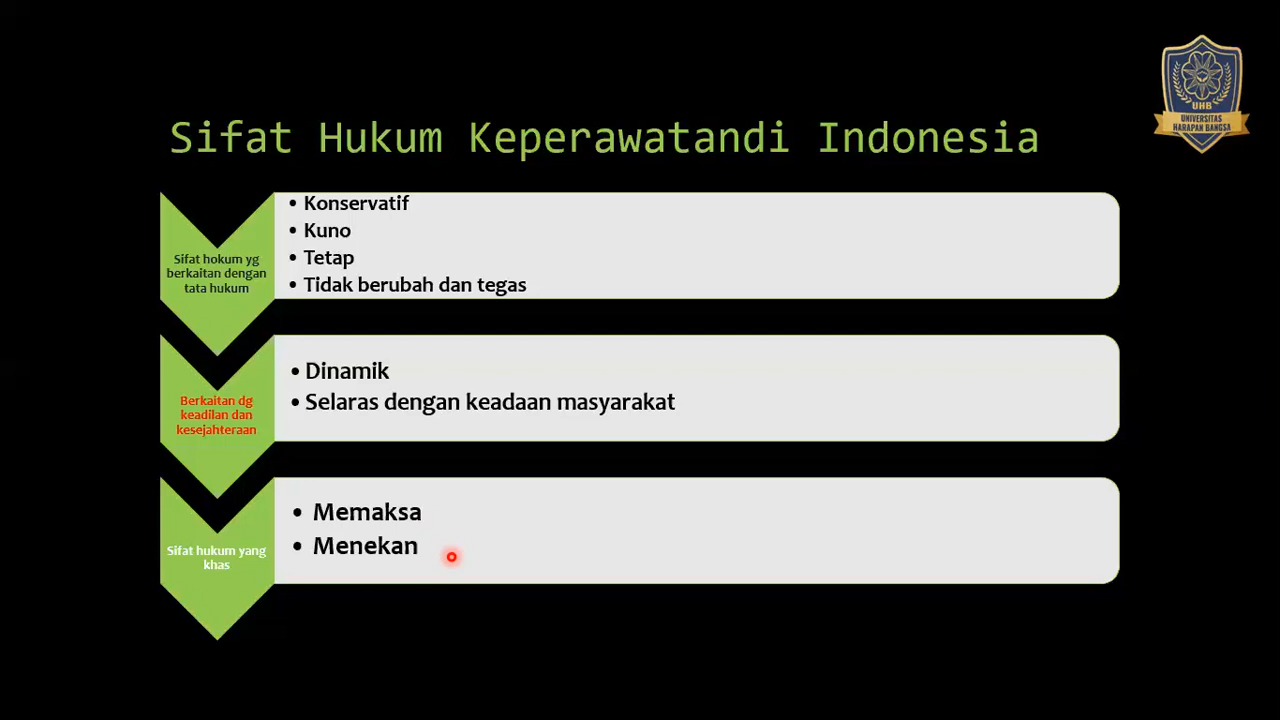 Sifat Hukum Keperawatandi Indonesia
UHB
UNIVERSITAS
HARAPAN BANGSA
Sifat hokum yg
berkaitan dengan
tata hukum
• Konservatif
• Kuno
• Tetap
• Tidak berubah dan tegas
Berkaitan dg
keadilan dan
kesejahteraan
• Dinamik
• Selaras dengan keadaan masyarakat
Sifat hukum yang
khas
• Memaksa
• Menekan